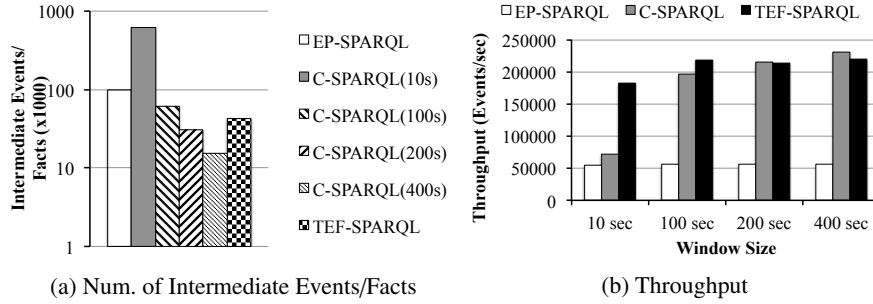 Intermediate Events/
Facts (x1000)
1000
100
10
1
EP-SPARQL
C-SPARQL(10s)
C-SPARQL(100s)
C-SPARQL(200s)
C-SPARQL(400s)
TEF-SPARQL
(a) Num. of Intermediate Events/Facts
EP-SPARQL C-SPARQL TEF-SPARQL
Throughput (Events/sec)
250000
200000
150000
100000
50000
0
10 sec 100 sec 200 sec 400 sec
Window Size
(b) Throughput